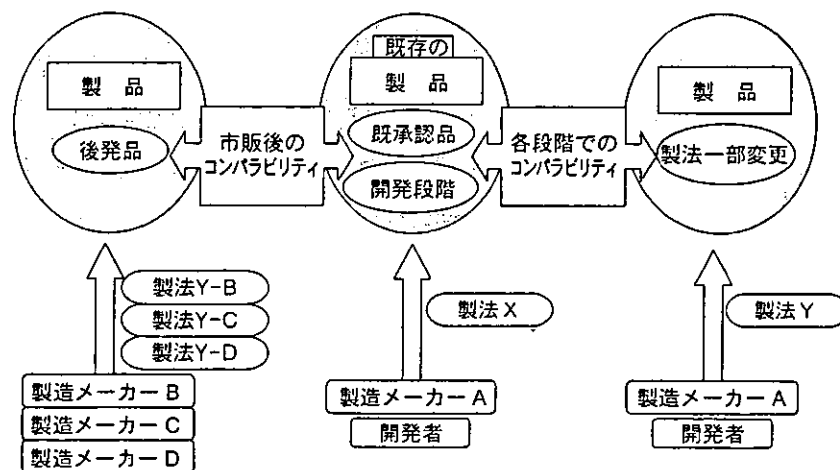 既存の
製品
製品
製品
後発品
市販後の
コンパラビリティ
既承認品
開発段階
各段階での
コンパラビリティ
製法一部変更
製法Y-B
製法Y-C
製法Y-D
製法X
製法Y
製造メーカーB
製造メーカーC
製造メーカーD
製造メーカーA
開発者
製造メーカーA
開発者